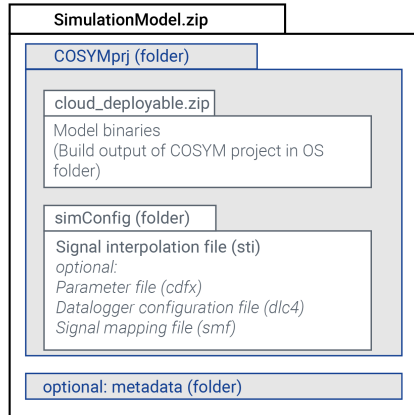 SimulationModel.zip
COSYMprj (folder)
cloud_deployable.zip
Model binaries
(Build output of COSYM project in OS
folder)
simConfig (folder)
Signal interpolation file (sti)
optional:
Parameter file (cdfx)
Datalogger configuration file (dlc4)
Signal mapping file (smf)
optional: metadata (folder)